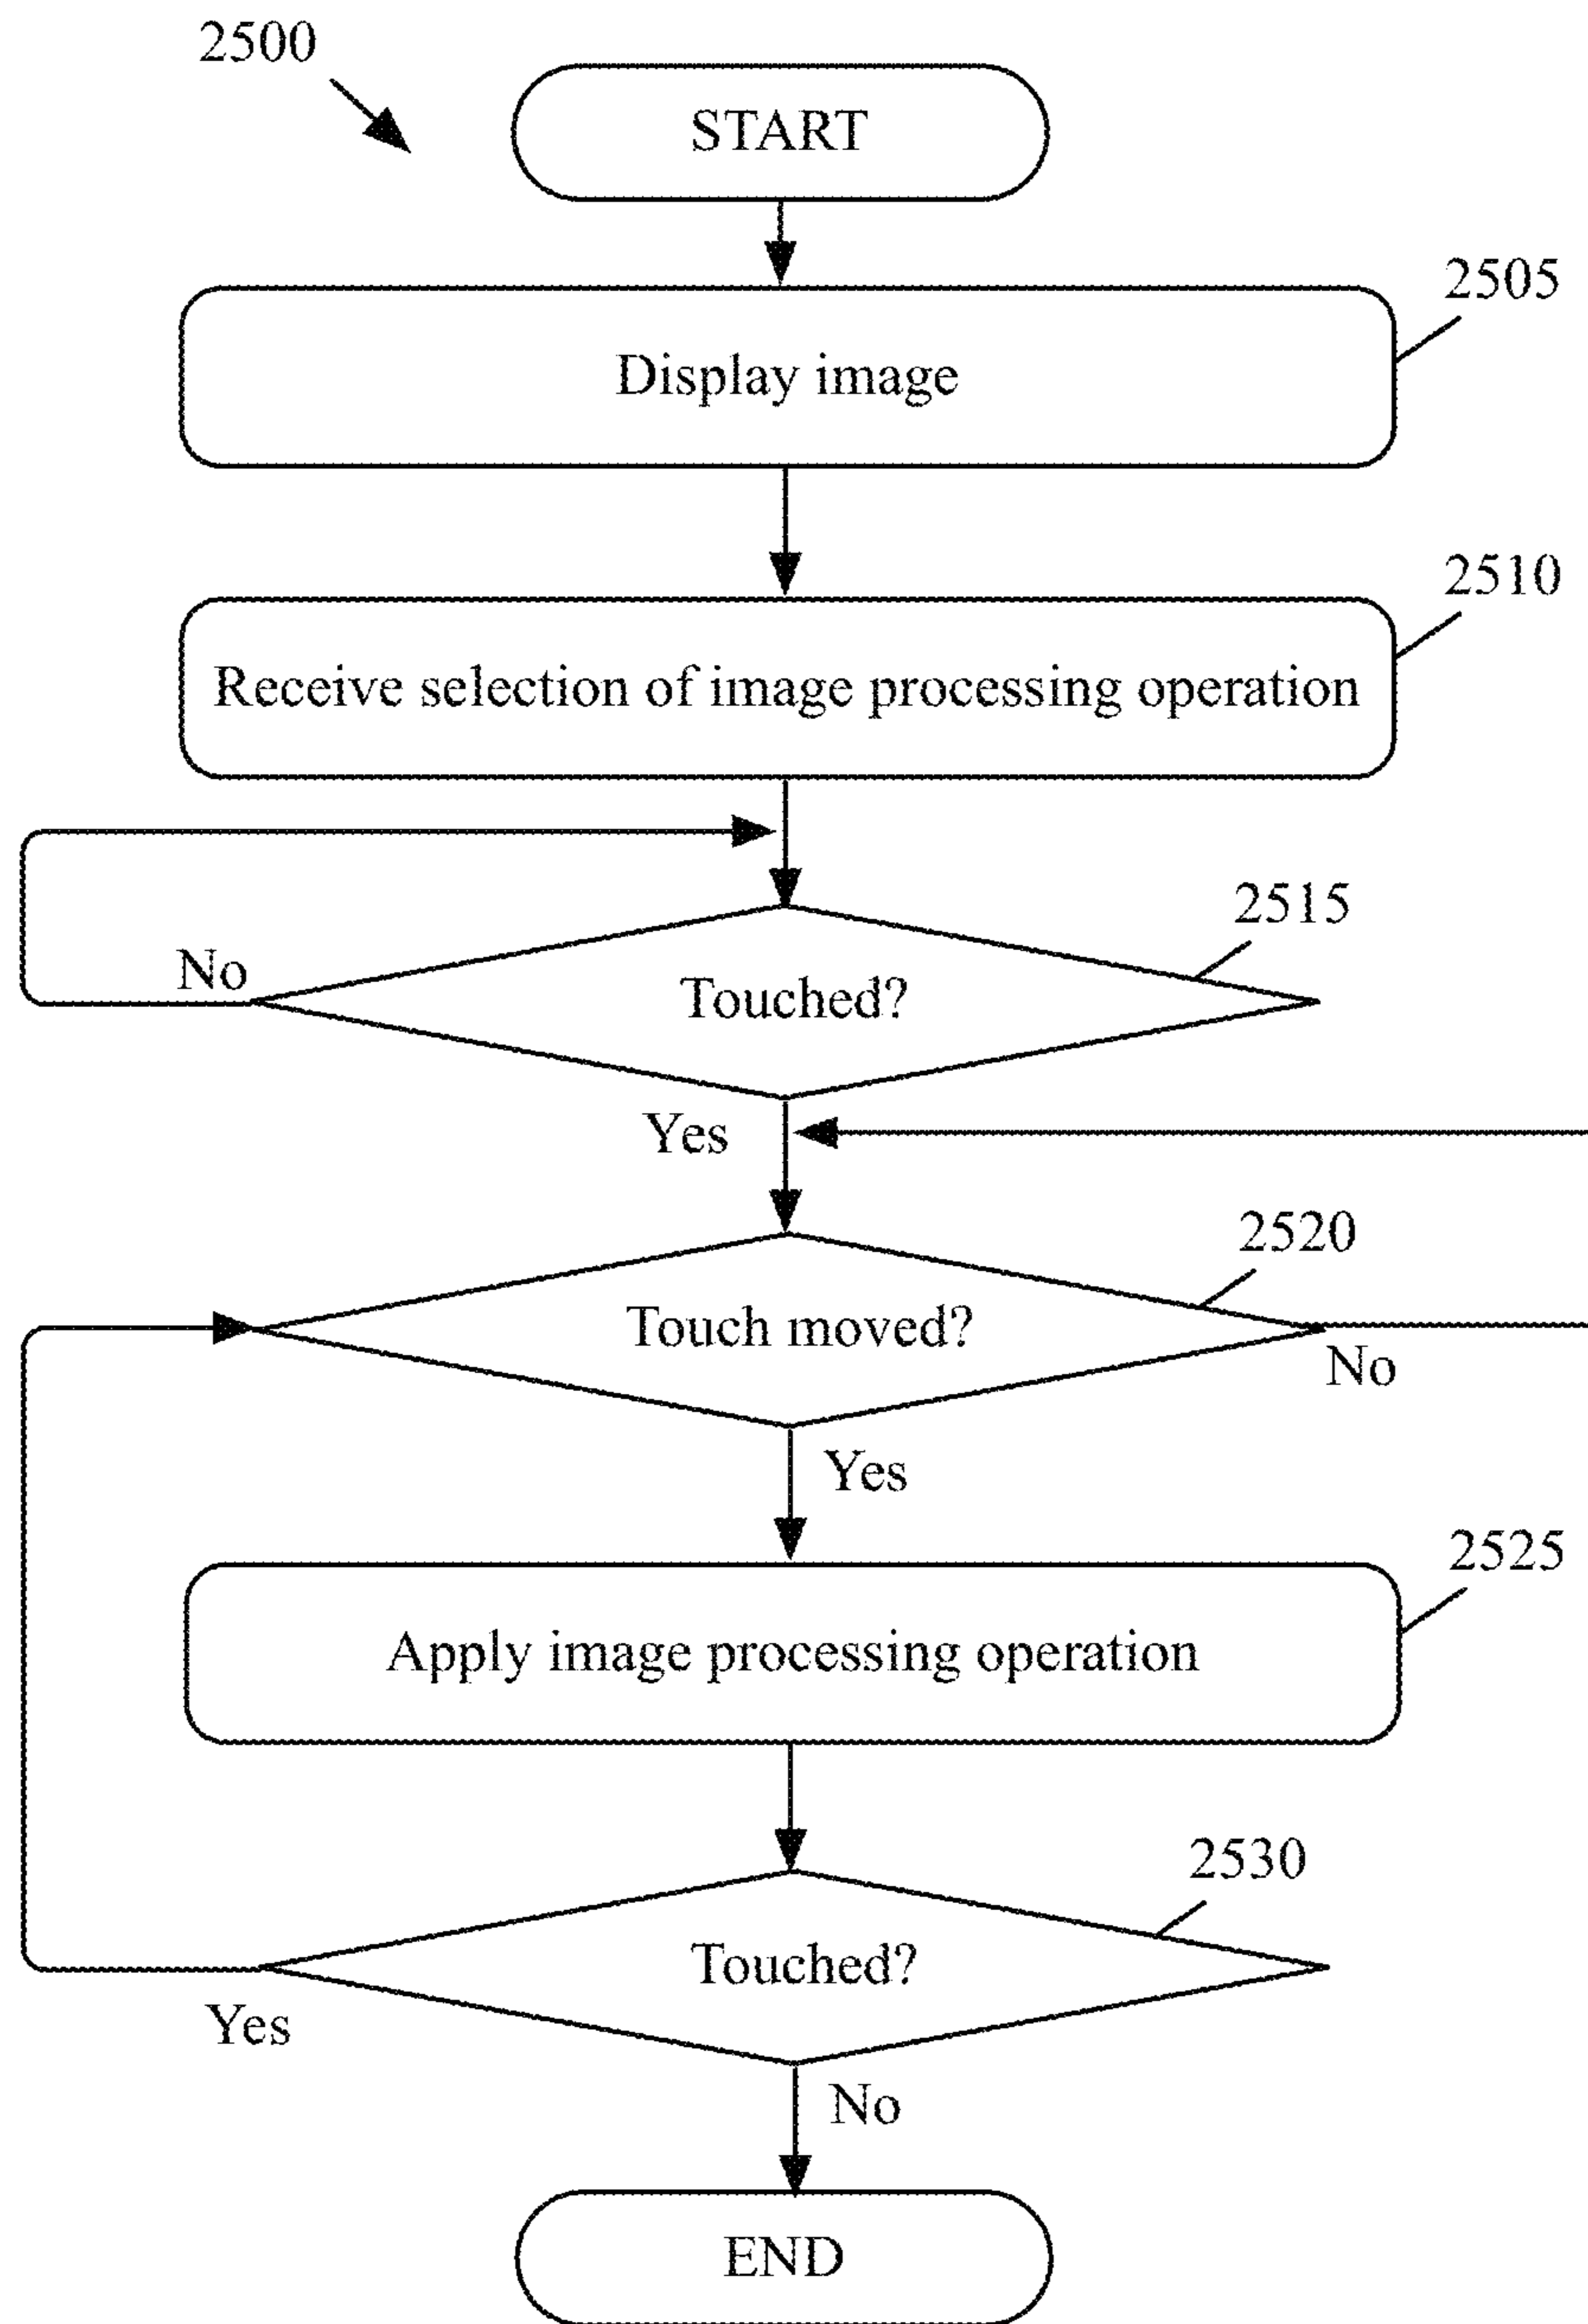 2500
START
2505
Display image
2510
Receive selection of image processing operation
2515
No
Touched?
Yes
2520
Touch moved?
No
Yes
2525
Apply image processing operation
2530
Touched?
Yes
No
END